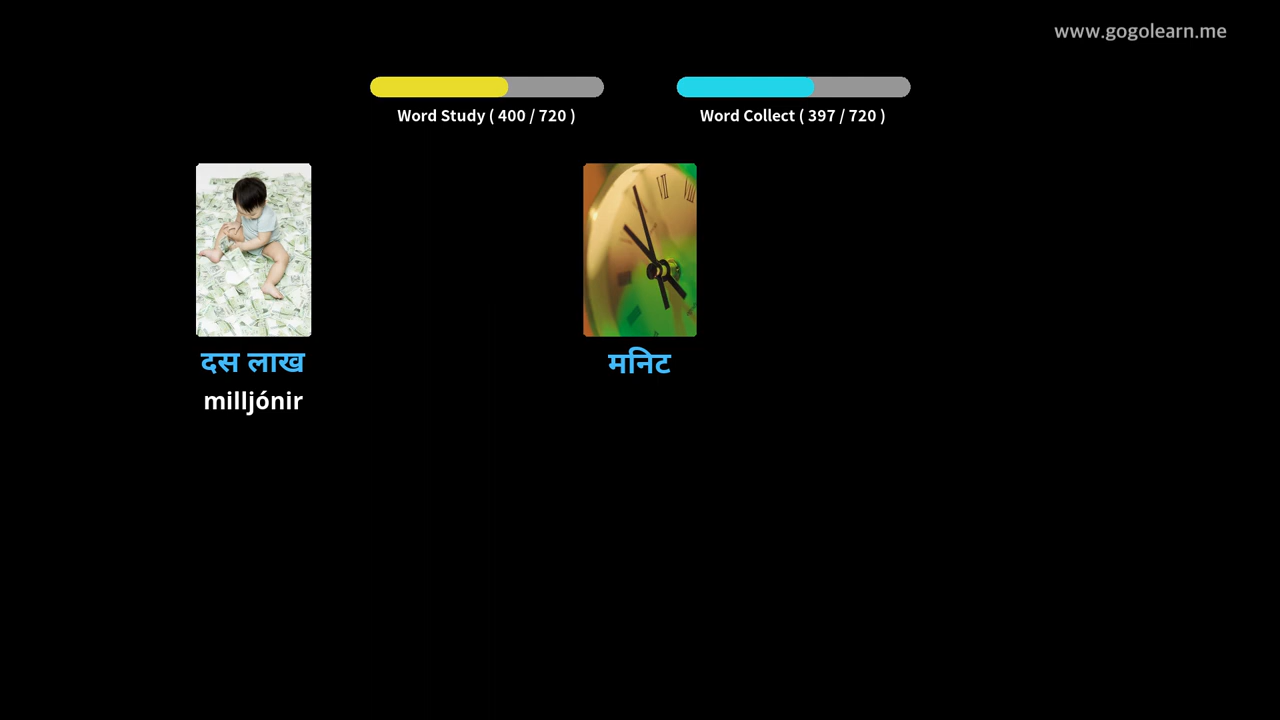 www.gogolearn.me
Word Study ( 400 / 720 )
Word Collect ( 397 / 720 )
दस लाख
मनिट
milljónir